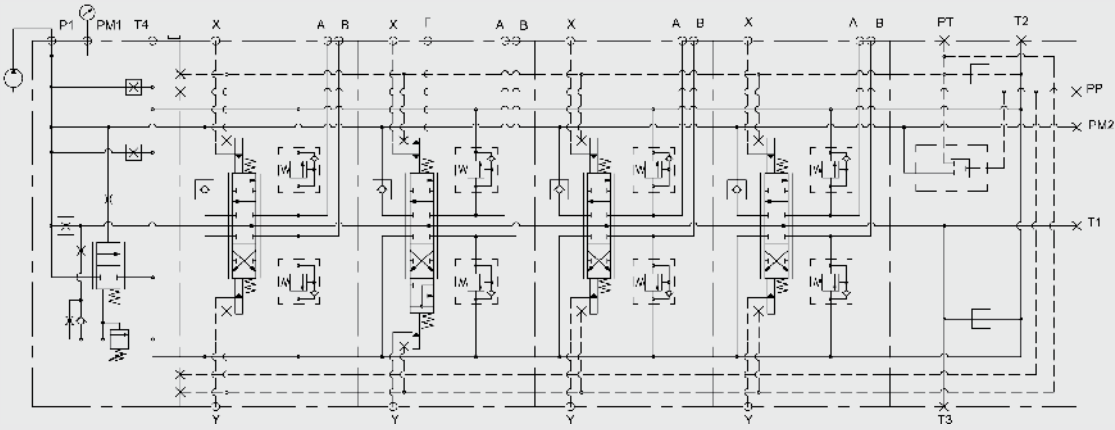 P1 PM1 T4 X A B X A B X A B X A B PT T2
PP
PM2
T1
Y Y Y Y T3